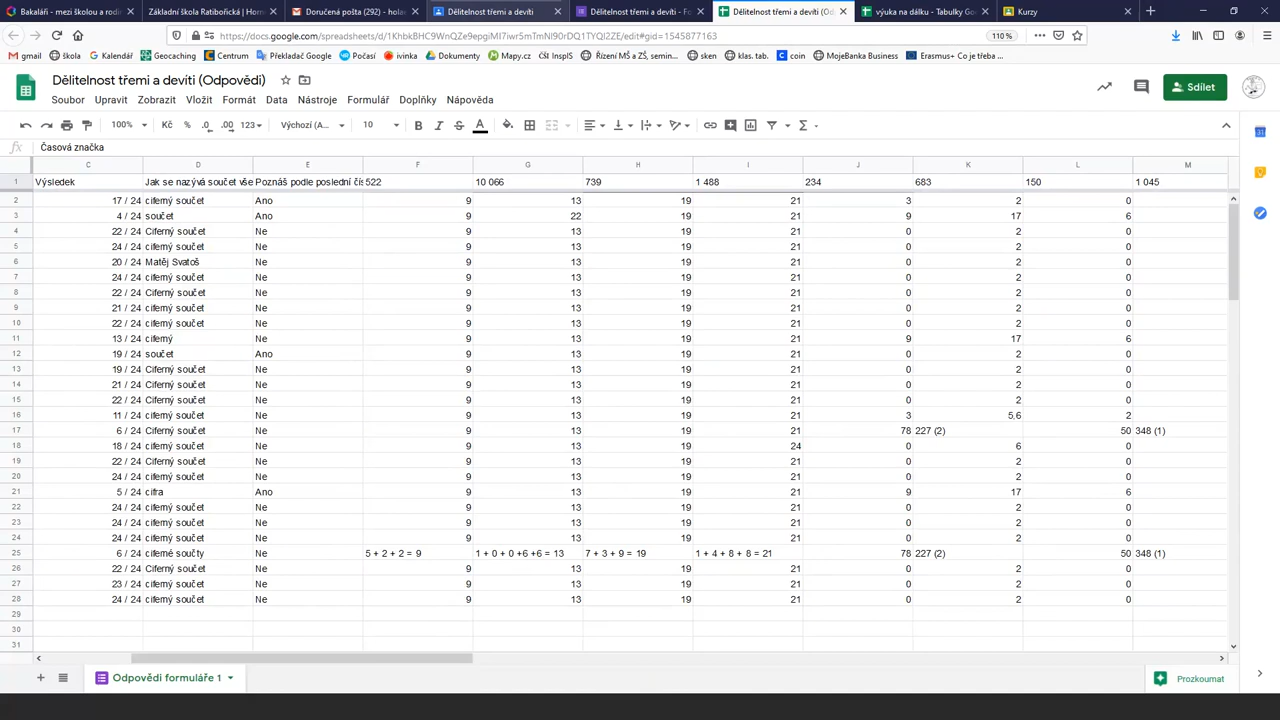 Bakaláři - mezi školou a rodin
Základní škola Ratibořická | Horn
Doručená pošta (292) - hola
Dělitelnost třemi a devíti
Dělitelnost třemi a devíti - Fo
Dělitelnost třemi a devíti (Od
výuka na dálku - Tabulky Goo
Kurzy
https://docs.google.com/spreadsheets/d/1KhbkBHC9WnQZe9epgiMI7iwr5mTmNi90rDQ1TYQl2ZE/edit#gid=1545877163
110 %
gmail škola Kalendář Geocaching Centrum Překladač Google Počasí ivinka Dokumenty Mapy.cz InspIS Řízení MŠ a ZŠ, semin... sken klas. tab. coin MojeBanka Business Erasmus+ Co je třeba ...
Dělitelnost třemi a devíti (Odpovědi)
Soubor Upravit Zobrazit Vložit Formát Data Nástroje Formulář Doplňky Nápověda
Sdílet
100% Kč % .0 .00 123 Výchozí (A... 10 B I S A
fx Časová značka
C D E F G H I J K L M
1 Výsledek Jak se nazývá součet vše Poznáš podle poslední čís 522 10 066 739 1 488 234 683 150 1 045
2 17 / 24 ciferný součet Ano 9 13 19 21 3 2 0
3 4 / 24 součet Ano 9 22 19 21 9 17 6
4 22 / 24 Ciferný součet Ne 9 13 19 21 0 2 0
5 24 / 24 ciferný součet Ne 9 13 19 21 0 2 0
6 20 / 24 Matěj Svatoš Ne 9 13 19 21 0 2 0
7 24 / 24 ciferný součet Ne 9 13 19 21 0 2 0
8 22 / 24 Ciferný součet Ne 9 13 19 21 0 2 0
9 21 / 24 ciferný součet Ne 9 13 19 21 0 2 0
10 22 / 24 ciferný součet Ne 9 13 19 21 0 2 0
11 13 / 24 ciferný Ne 9 13 19 21 9 17 6
12 19 / 24 součet Ano 9 13 19 21 0 2 0
13 19 / 24 Ciferný součet Ne 9 13 19 21 0 2 0
14 21 / 24 ciferný součet Ne 9 13 19 21 0 2 0
15 22 / 24 Ciferný součet Ne 9 13 19 21 0 2 0
16 11 / 24 ciferný součet Ne 9 13 19 21 3 5,6 2
17 6 / 24 Ciferný součet Ne 9 13 19 21 78 227 (2) 50 348 (1)
18 18 / 24 ciferný součet Ne 9 13 19 24 0 6 0
19 22 / 24 Ciferný součet Ne 9 13 19 21 0 2 0
20 24 / 24 ciferný součet Ne 9 13 19 21 0 2 0
21 5 / 24 cifra Ano 9 13 19 21 9 17 6
22 24 / 24 ciferný součet Ne 9 13 19 21 0 2 0
23 24 / 24 ciferný součet Ne 9 13 19 21 0 2 0
24 24 / 24 ciferný součet Ne 9 13 19 21 0 2 0
25 6 / 24 ciferné součty Ne 5 + 2 + 2 = 9 1 + 0 + 0 +6 +6 = 13 7 + 3 + 9 = 19 1 + 4 + 8 + 8 = 21 78 227 (2) 50 348 (1)
26 22 / 24 Ciferný součet Ne 9 13 19 21 0 2 0
27 23 / 24 ciferný součet Ne 9 13 19 21 0 2 0
28 24 / 24 ciferný součet Ne 9 13 19 21 0 2 0
29
30
31
Odpovědi formuláře 1
Prozkoumat